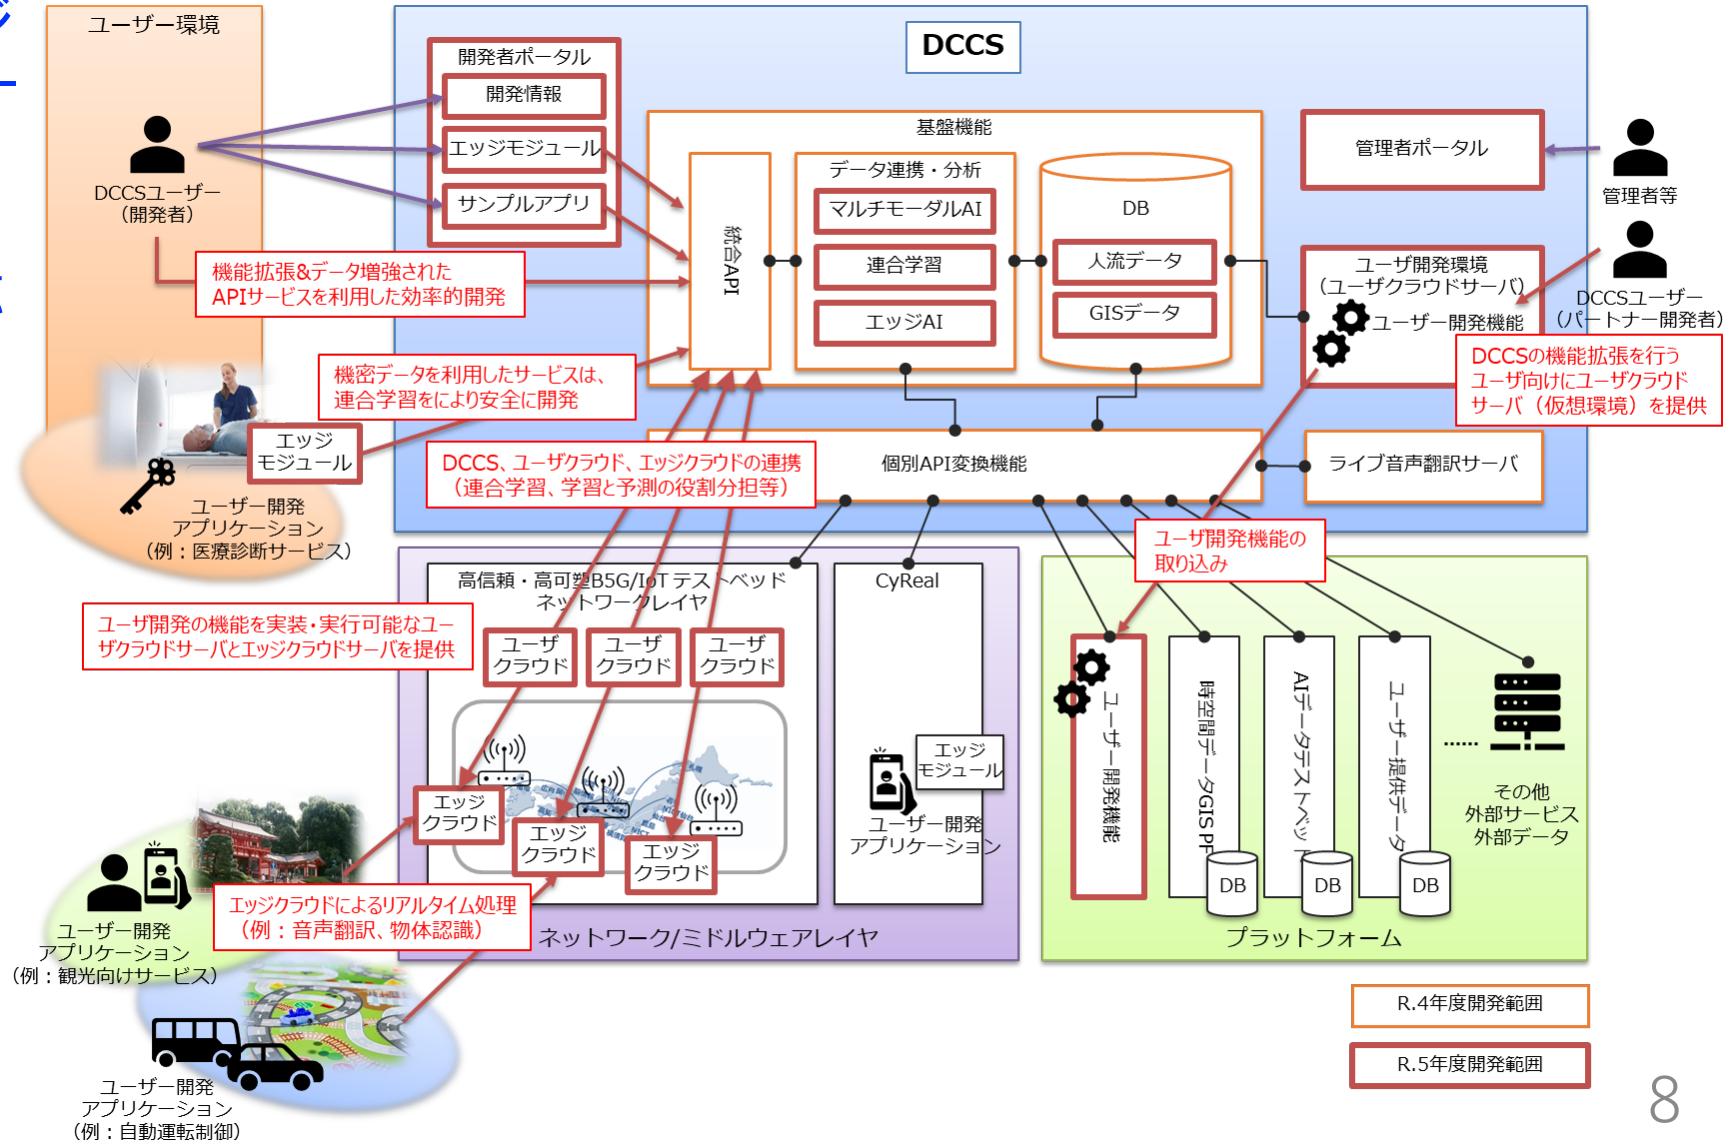 ユーザー環境
DCCSユーザー
（開発者）
開発者ポータル
開発情報
エッジモジュール
サンプルアプリ
DCCS
基盤機能
統合API
データ連携・分析
マルチモーダルAI
連合学習
エッジAI
DB
人流データ
GISデータ
管理者ポータル
管理者等
ユーザ開発環境
（ユーザクラウドサーバ）
ユーザー開発機能
DCCSユーザー
（パートナー開発者）
機能拡張&データ増強された
APIサービスを利用した効率的開発
機密データを利用したサービスは、
連合学習をにより安全に開発
DCCSの機能拡張を行う
ユーザ向けにユーザクラウド
サーバ（仮想環境）を提供
エッジ
モジュール
ユーザー開発
アプリケーション
（例：医療診断サービス）
DCCS、ユーザクラウド、エッジクラウドの連携
（連合学習、学習と予測の役割分担等）
個別API変換機能
ライブ音声翻訳サーバ
ユーザ開発機能の
取り込み
高信頼・高可塑B5G/IoTテストベッド
ネットワークレイヤ
CyReal
ユーザ開発の機能を実装・実行可能なユー
ザクラウドサーバとエッジクラウドサーバを提供
ユーザ
クラウド
ユーザ
クラウド
ユーザ
クラウド
エッジ
クラウド
エッジ
クラウド
エッジ
クラウド
エッジ
モジュール
ユーザー開発
アプリケーション
ユーザー開発機能
時空間データGIS PF
DB
AIデータテストベッド
DB
ユーザー提供データ
DB
……
その他
外部サービス
外部データ
エッジクラウドによるリアルタイム処理
（例：音声翻訳、物体認識）
ネットワーク/ミドルウェアレイヤ
プラットフォーム
ユーザー開発
アプリケーション
（例：観光向けサービス）
ユーザー開発
アプリケーション
（例：自動運転制御）
R.4年度開発範囲
R.5年度開発範囲
8